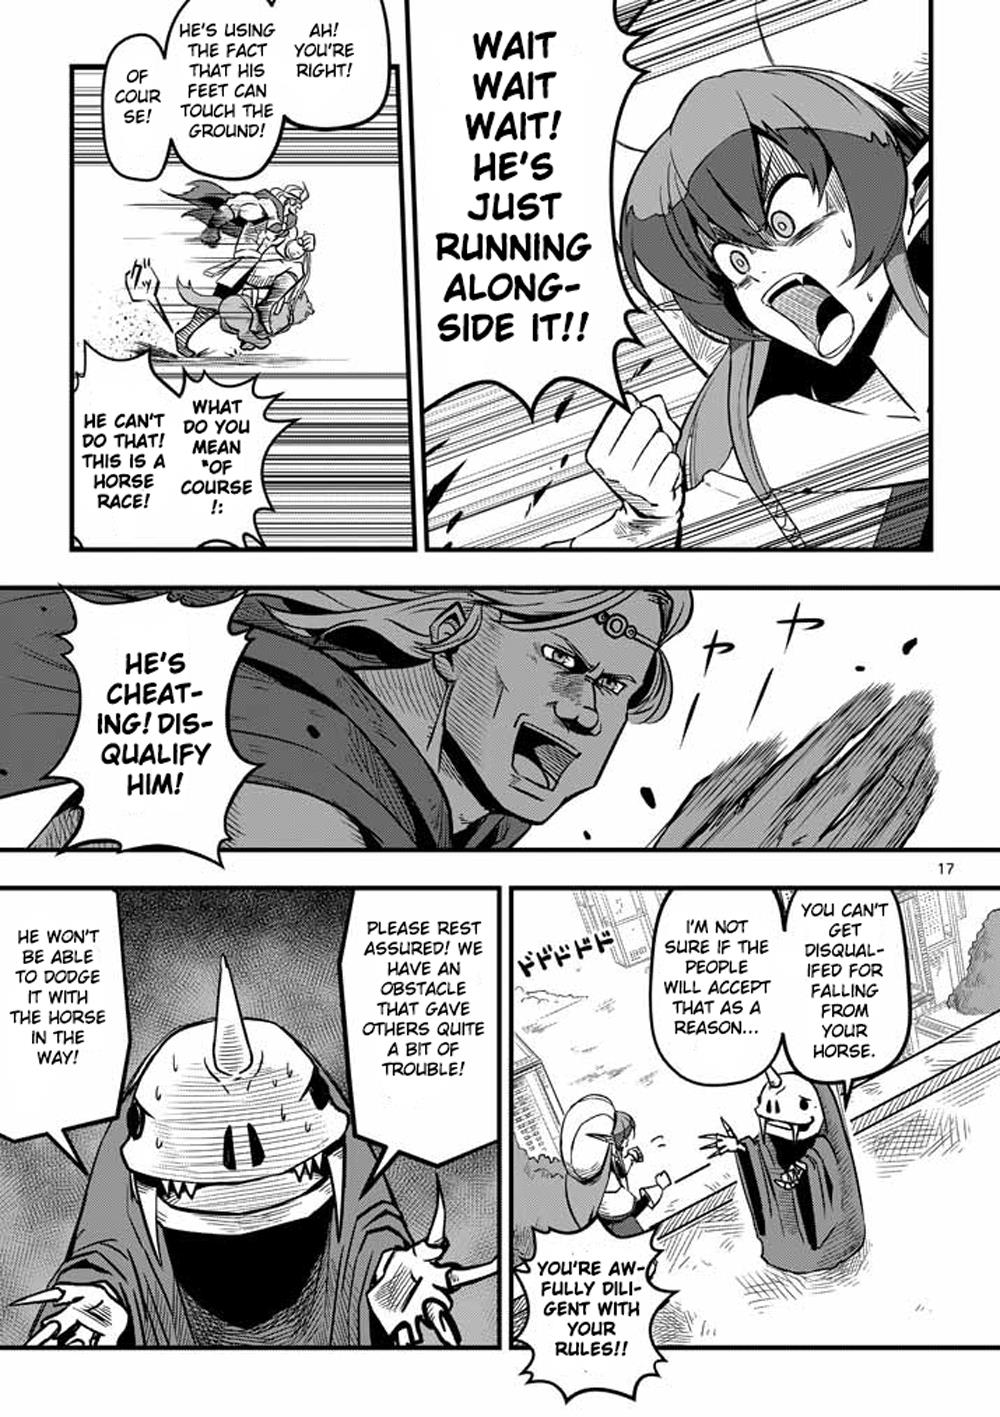 WAIT
WAIT
WAIT!
HE'S
JUST
RUNNING
ALONG-
SIDE IT!!
AH!
YOU'RE
RIGHT!
HE'S USING
THE FACT
THAT HIS
FEET CAN
TOUCH THE
GROUND!
OF
COUR
SE!
WHAT
DO YOU
MEAN
"OF
COURSE
!:
HE CAN'T
DO THAT!
THIS IS A
HORSE
RACE!
HE'S
CHEAT-
ING! DIS-
QUALIFY
HIM!
17
YOU CAN'T
GET
DISQUAL-
IFED FOR
FALLING
FROM
YOUR
HORSE.
I'M NOT
SURE IF THE
PEOPLE
WILL ACCEPT
THAT AS A
REASON...
ドドドドド
YOU'RE AW-
FULLY DILI-
GENT WITH
YOUR
RULES!!
PLEASE REST
ASSURED! WE
HAVE AN
OBSTACLE
THAT GAVE
OTHERS QUITE
A BIT OF
TROUBLE!
HE WON'T
BE ABLE
TO DODGE
IT WITH
THE HORSE
IN THE
WAY!